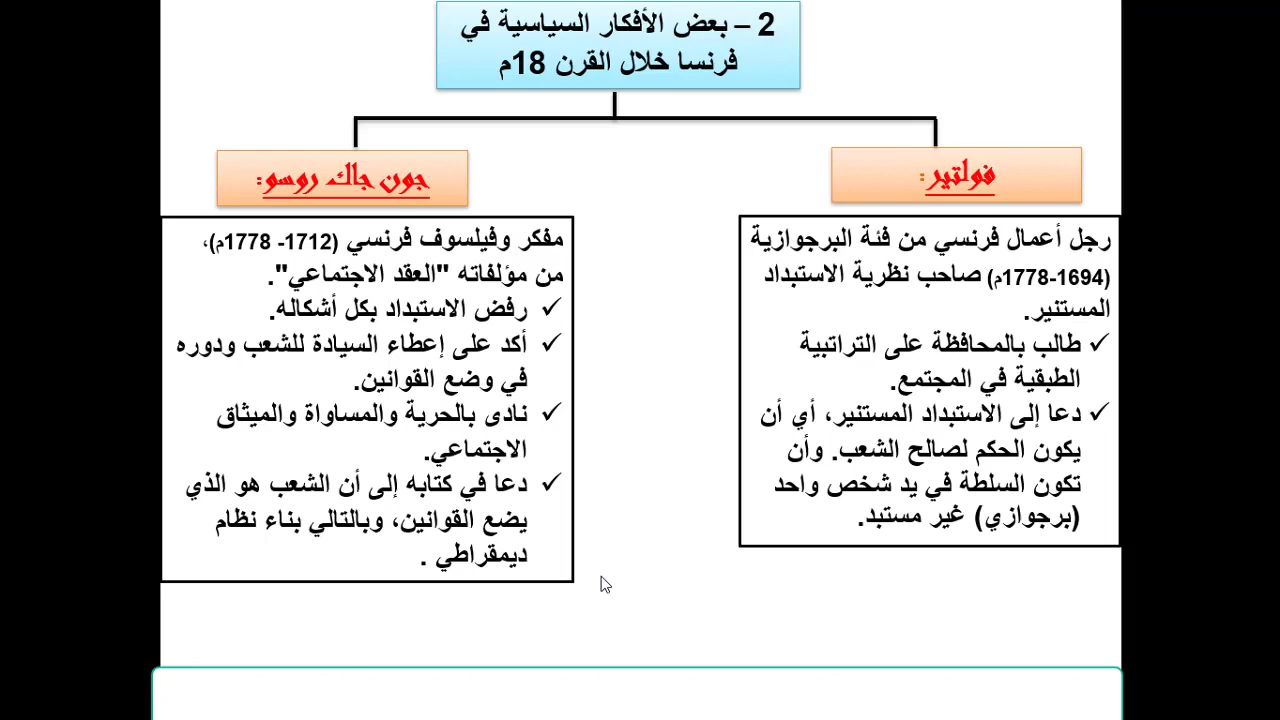 2 – بعض الأفكار السياسية في
فرنسا خلال القرن 18م
فولتير:
رجل أعمال فرنسي من فئة البرجوازية
(1694-1778م) صاحب نظرية الاستبداد
المستنير.
✓ طالب بالمحافظة على التراتبية
الطبقية في المجتمع.
✓ دعا إلى الاستبداد المستنير، أي أن
يكون الحكم لصالح الشعب. وأن
تكون السلطة في يد شخص واحد
(برجوازي) غير مستبد.
جون جاك روسو:
مفكر وفيلسوف فرنسي (1712- 1778م)،
من مؤلفاته "العقد الاجتماعي".
✓ رفض الاستبداد بكل أشكاله.
✓ أكد على إعطاء السيادة للشعب ودوره
في وضع القوانين.
✓ نادى بالحرية والمساواة والميثاق
الاجتماعي.
✓ دعا في كتابه إلى أن الشعب هو الذي
يضع القوانين، وبالتالي بناء نظام
ديمقراطي .